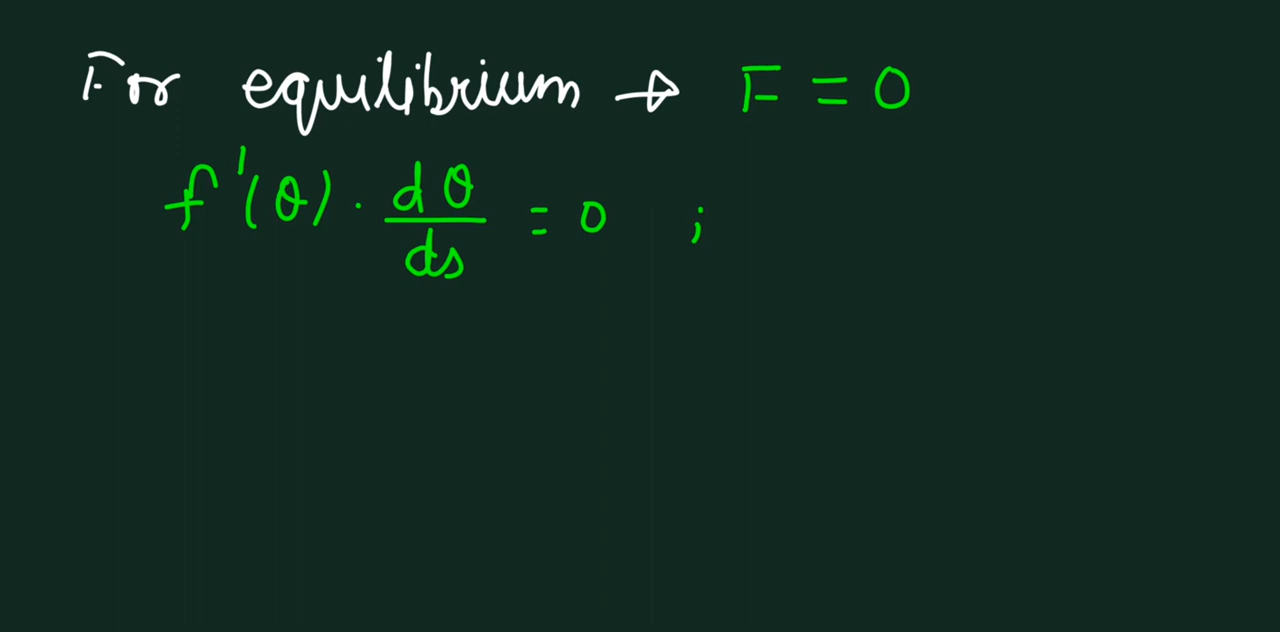 For equilibrium → F = 0
f'(θ) · dθ/ds = 0 ;